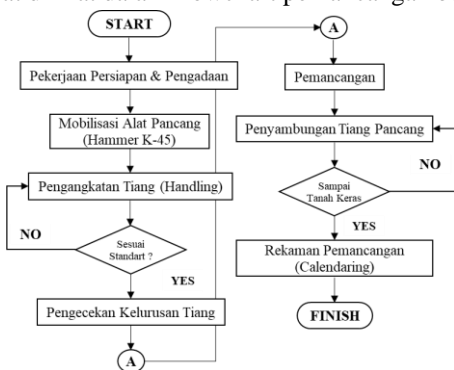 START
Pekerjaan Persiapan & Pengadaan
Mobilisasi Alat Pancang
(Hammer K-45)
Pengangkatan Tiang (Handling)
NO
Sesuai
Standart ?
YES
Pengecekan Kelurusan Tiang
A
A
Pemancangan
Penyambungan Tiang Pancang
NO
Sampai
Tanah Keras
YES
Rekaman Pemancangan
(Calendaring)
FINISH